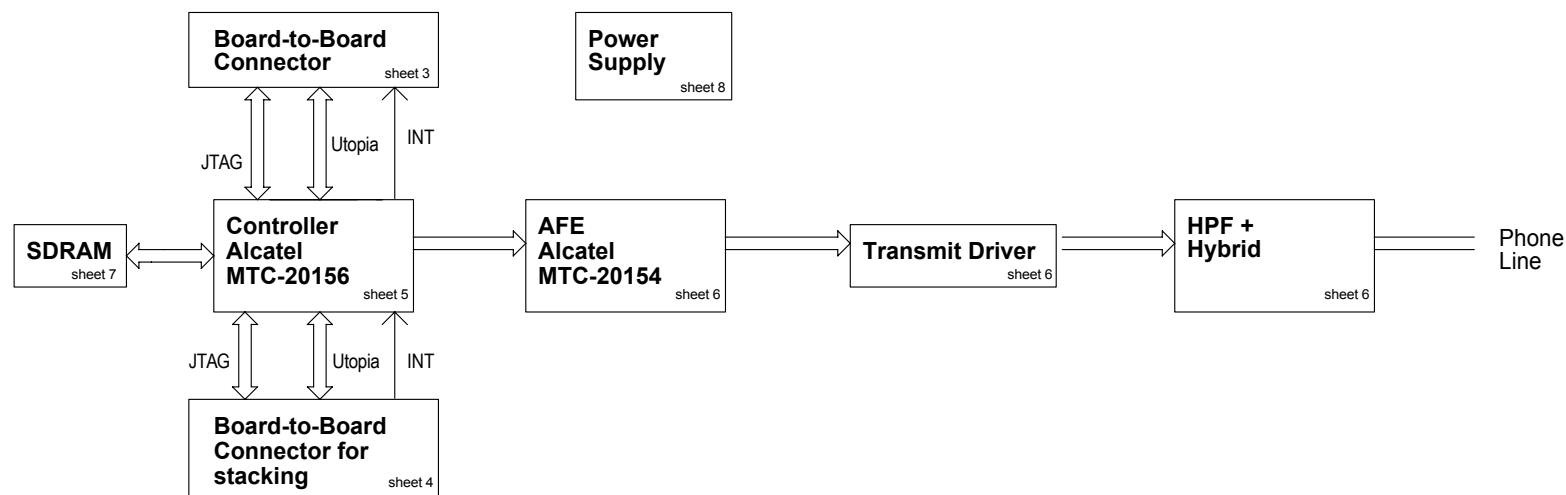 Board-to-Board
Connector
sheet 3
Power
Supply
sheet 8
JTAG
Utopia
INT
SDRAM
sheet 7
Controller
Alcatel
MTC-20156
sheet 5
AFE
Alcatel
MTC-20154
sheet 6
Transmit Driver
sheet 6
HPF +
Hybrid
sheet 6
Phone
Line
JTAG
Utopia
INT
Board-to-Board
Connector for
stacking
sheet 4